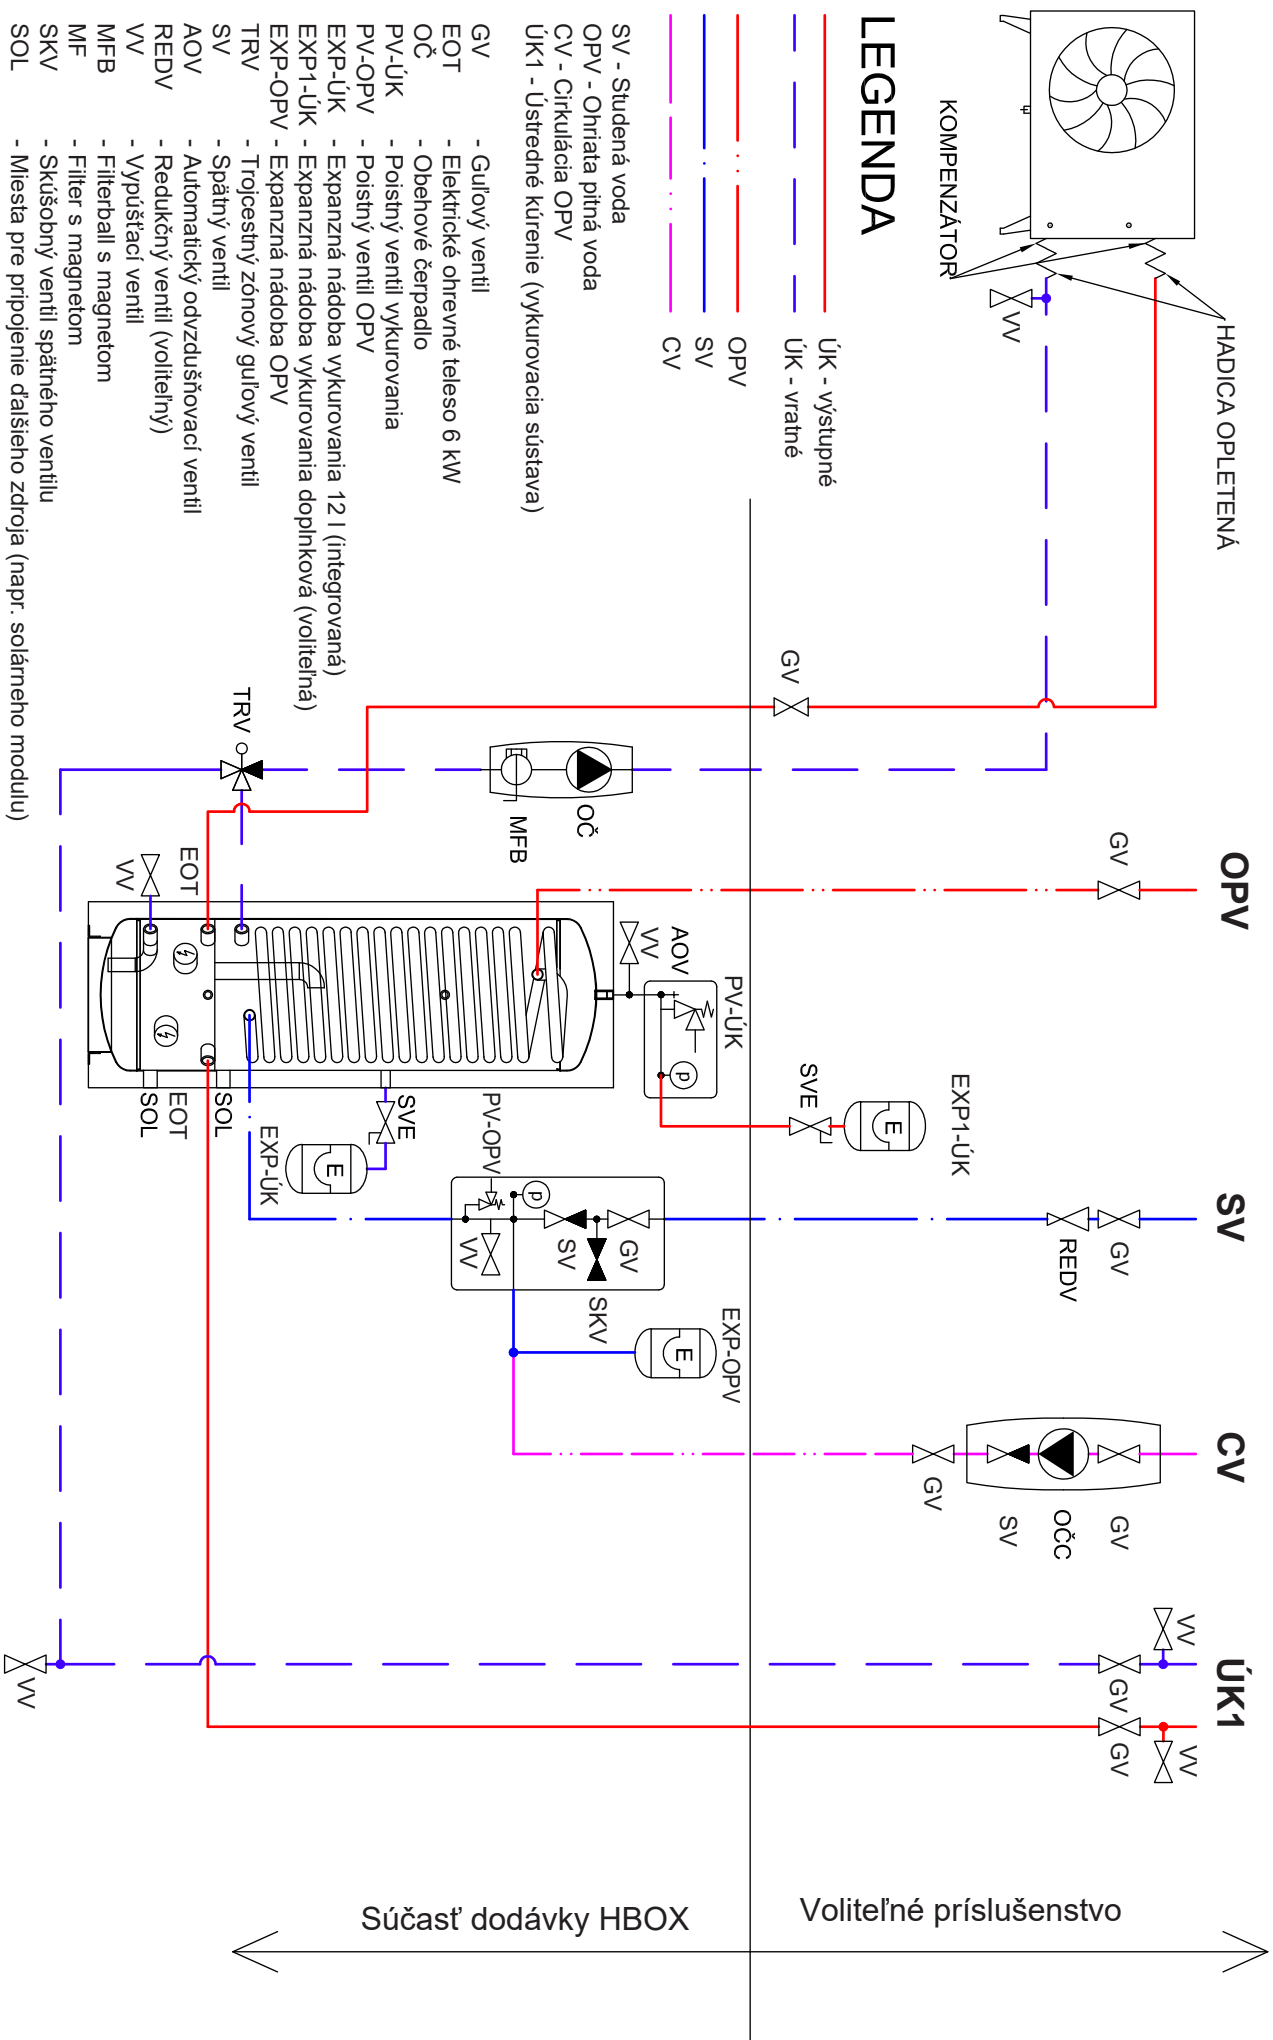 KOMPENZÁTOR
HADICA OPLETENÁ
VV
LEGENDA
ÚK - výstupné
ÚK - vratné
OPV
SV
CV
SV - Studená voda
OPV - Ohriata pitná voda
CV - Cirkulácia OPV
ÚK1 - Ústredné kúrenie (vykurovacia sústava)
GV - Guľový ventil
EOT - Elektrické ohrevné teleso 6 kW
OČ - Obehové čerpadlo
PV-ÚK - Poistný ventil vykurovania
PV-OPV - Poistný ventil OPV
EXP-ÚK - Expanzná nádoba vykurovania 12 l (integrovaná)
EXP1-ÚK - Expanzná nádoba vykurovania doplnková (voliteľná)
EXP-OPV - Expanzná nádoba OPV
TRV - Trojcestný zónový guľový ventil
SV - Spätný ventil
AOV - Automatický odvzdušňovací ventil
REDV - Redukčný ventil (voliteľný)
VV - Vypúšťací ventil
MFB - Filterball s magnetom
MF - Filter s magnetom
SKV - Skúšobný ventil spätného ventilu
SOL - Miesta pre pripojenie ďalšieho zdroja (napr. solárneho modulu)
OPV
SV
CV
ÚK1
GV
GV
GV
REDV
GV
OČC
SV
GV
VV
GV
GV
VV
GV
OČ
MFB
TRV
EOT
VV
VV
AOV
PV-ÚK
p
SVE
EXP1-ÚK
E
SOL
EOT
SOL
SVE
EXP-ÚK
E
PV-OPV
p
VV
SV
GV
SKV
EXP-OPV
E
VV
Súčasť dodávky HBOX
Voliteľné príslušenstvo